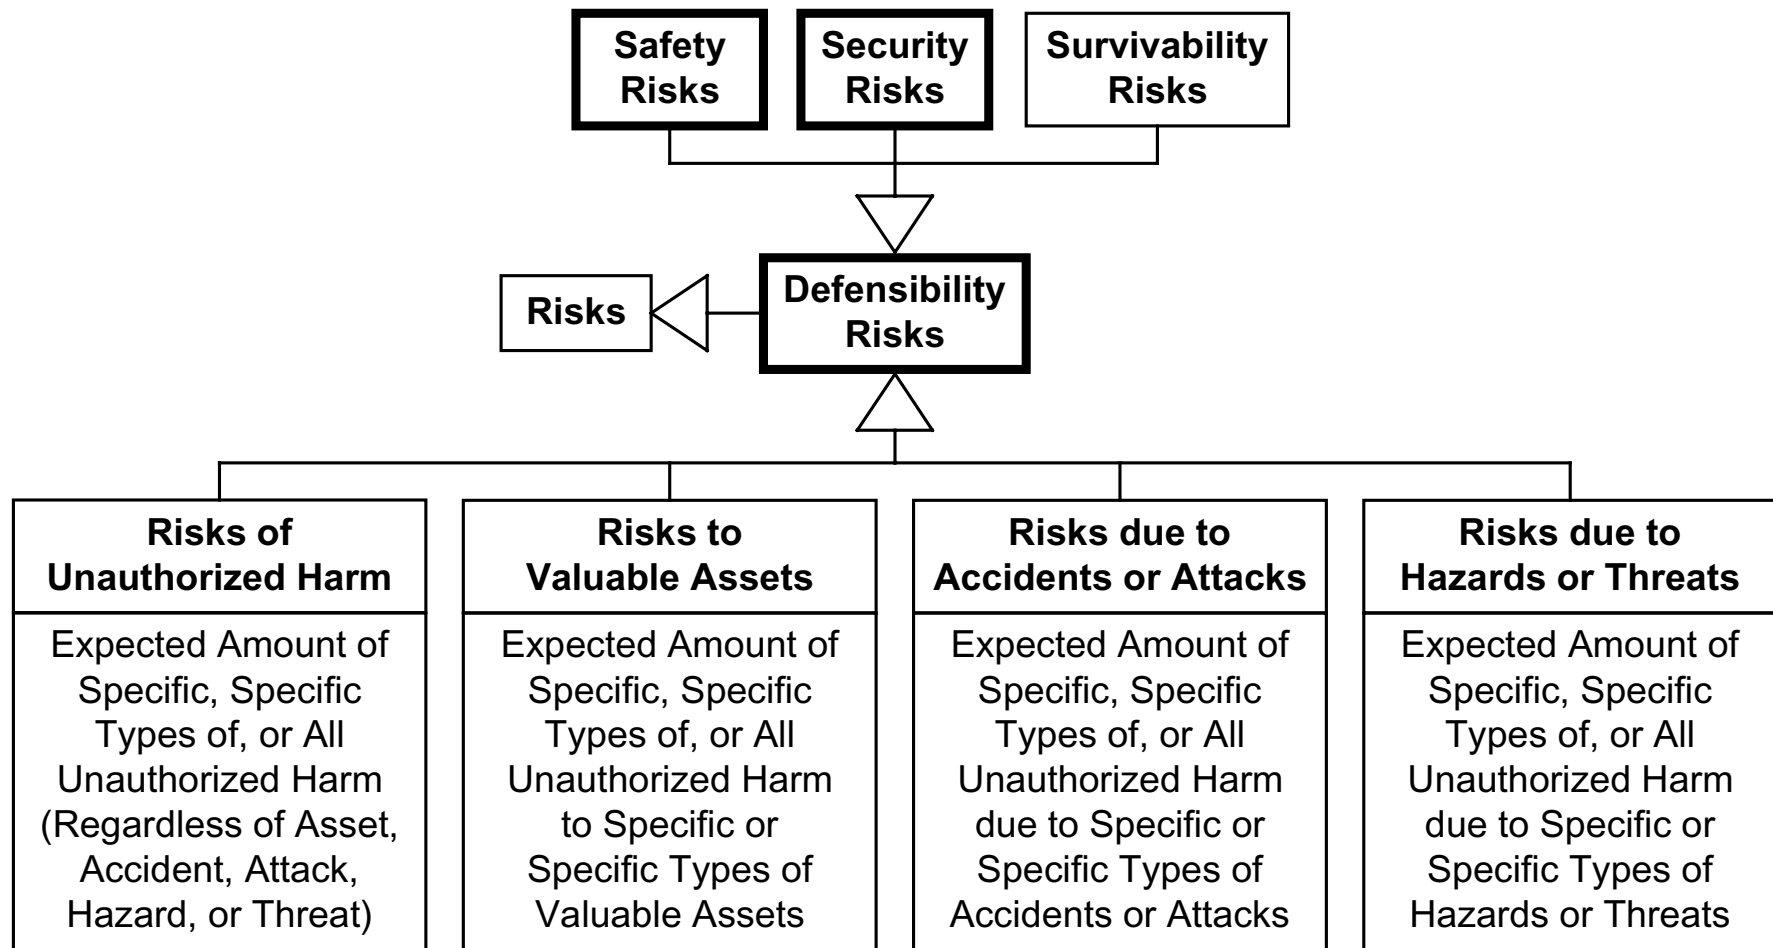 Safety
Risks
Security
Risks
Survivability
Risks
Risks
Defensibility
Risks
Risks of
Unauthorized Harm
Expected Amount of
Specific, Specific
Types of, or All
Unauthorized Harm
(Regardless of Asset,
Accident, Attack,
Hazard, or Threat)
Risks to
Valuable Assets
Expected Amount of
Specific, Specific
Types of, or All
Unauthorized Harm
to Specific or
Specific Types of
Valuable Assets
Risks due to
Accidents or Attacks
Expected Amount of
Specific, Specific
Types of, or All
Unauthorized Harm
due to Specific or
Specific Types of
Accidents or Attacks
Risks due to
Hazards or Threats
Expected Amount of
Specific, Specific
Types of, or All
Unauthorized Harm
due to Specific or
Specific Types of
Hazards or Threats